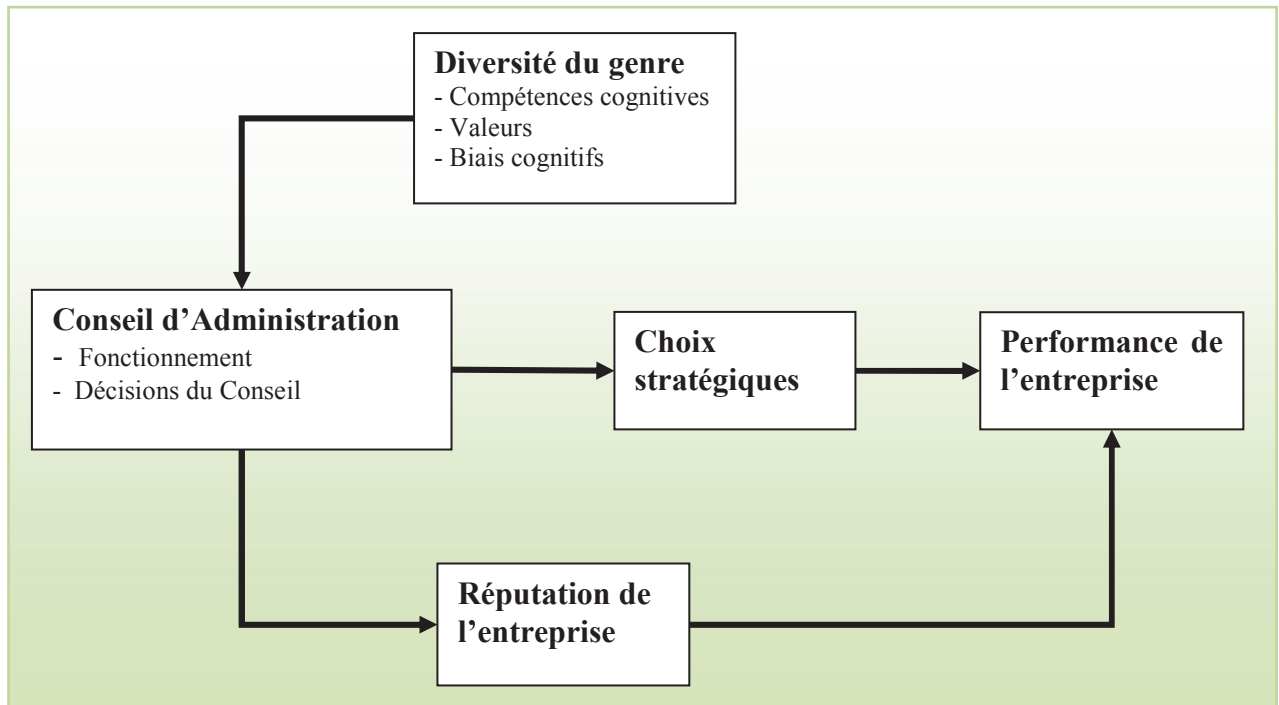 Diversité du genre
- Compétences cognitives
- Valeurs
- Biais cognitifs
Conseil d’Administration
- Fonctionnement
- Décisions du Conseil
Choix
stratégiques
Performance de
l’entreprise
Réputation de
l’entreprise